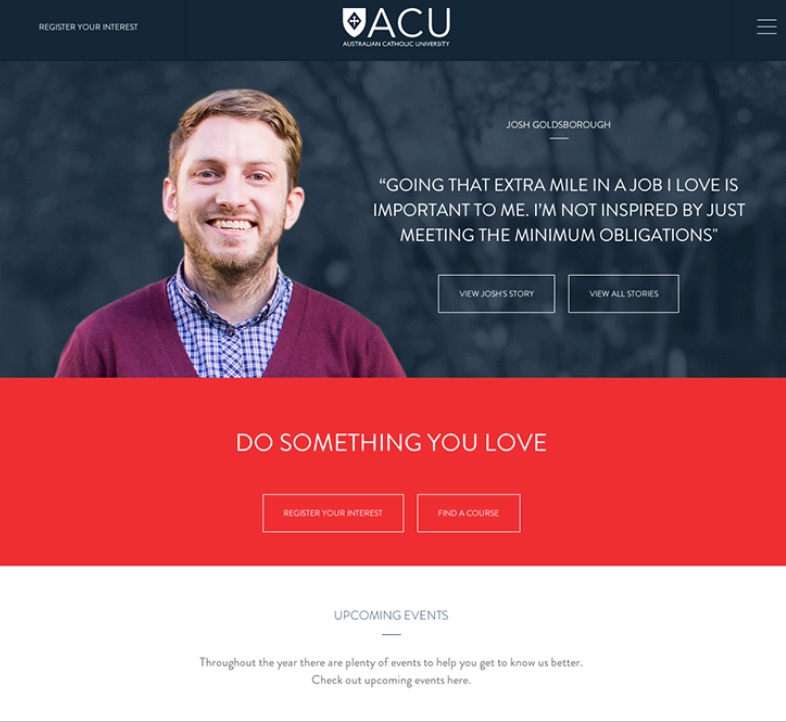 REGISTER YOUR INTEREST
ACU
AUSTRALIAN CATHOLIC UNIVERSITY
JOSH GOLDSBOROUGH
“GOING THAT EXTRA MILE IN A JOB I LOVE IS
IMPORTANT TO ME. I’M NOT INSPIRED BY JUST
MEETING THE MINIMUM OBLIGATIONS"
VIEW JOSH'S STORY
VIEW ALL STORIES
DO SOMETHING YOU LOVE
REGISTER YOUR INTEREST
FIND A COURSE
UPCOMING EVENTS
Throughout the year there are plenty of events to help you get to know us better.
Check out upcoming events here.